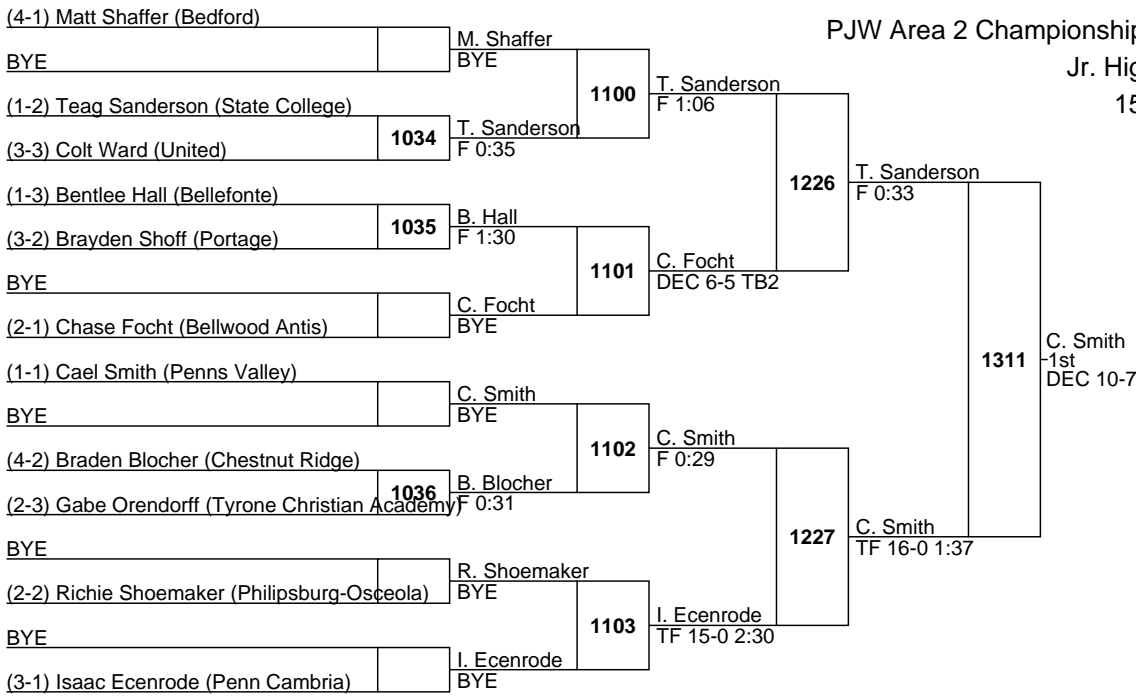 (4-1) Matt Shaffer (Bedford)
PJW Area 2 Championship
M. Shaffer
BYE
BYE
Jr. Hig
1100
T. Sanderson
F 1:06
(1-2) Teag Sanderson (State College)
15
1034
T. Sanderson
F 0:35
(3-3) Colt Ward (United)
1226
T. Sanderson
F 0:33
(1-3) Bentlee Hall (Bellefonte)
1035
B. Hall
F 1:30
(3-2) Brayden Shoff (Portage)
1101
C. Focht
DEC 6-5 TB2
BYE
C. Focht
BYE
(2-1) Chase Focht (Bellwood Antis)
1311
C. Smith
1st
DEC 10-7
(1-1) Cael Smith (Penns Valley)
C. Smith
BYE
BYE
1102
C. Smith
F 0:29
(4-2) Braden Blocher (Chestnut Ridge)
1036
B. Blocher
F 0:31
(2-3) Gabe Orendorff (Tyrone Christian Academy)
1227
C. Smith
TF 16-0 1:37
BYE
R. Shoemaker
BYE
(2-2) Richie Shoemaker (Philipsburg-Osceola)
1103
I. Ecenrode
TF 15-0 2:30
BYE
I. Ecenrode
BYE
(3-1) Isaac Ecenrode (Penn Cambria)